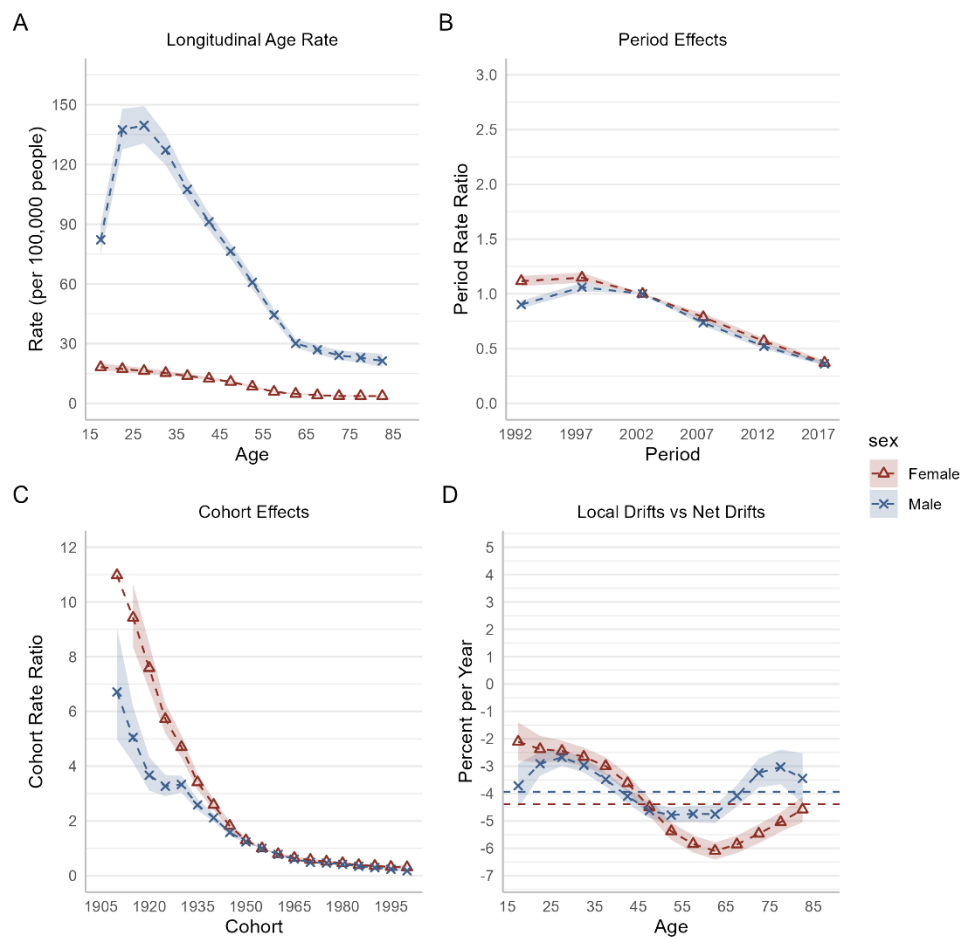 A
Longitudinal Age Rate
Rate (per 100,000 people)
150
120
90
60
30
0
15 25 35 45 55 65 75 85
Age
B
Period Effects
Period Rate Ratio
3.0
2.5
2.0
1.5
1.0
0.5
0.0
1992 1997 2002 2007 2012 2017
Period
sex
Female
Male
C
Cohort Effects
Cohort Rate Ratio
12
10
8
6
4
2
0
1905 1920 1935 1950 1965 1980 1995
Cohort
D
Local Drifts vs Net Drifts
Percent per Year
5
4
3
2
1
0
-1
-2
-3
-4
-5
-6
-7
15 25 35 45 55 65 75 85
Age